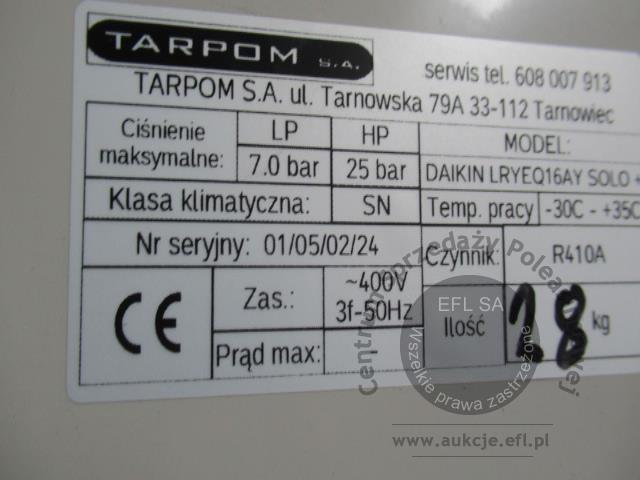 TARPOM S.A.
serwis tel. 608 007 913
TARPOM S.A. ul. Tarnowska 79A 33-112 Tarnowiec
Ciśnienie maksymalne:
LP
HP
MODEL:
7.0 bar
25 bar
DAIKIN LRYEQ16AY SOLO +
Klasa klimatyczna:
SN
Temp. pracy
-30C - +35C
Nr seryjny: 01/05/02/24
Czynnik:
R410A
CE
Zas.:
~400V
3f-50Hz
Ilość
28 kg
Prąd max:
Centrum Sprzedaży Poleasingowej
EFL SA
Wszelkie prawa zastrzeżone
www.aukcje.efl.pl